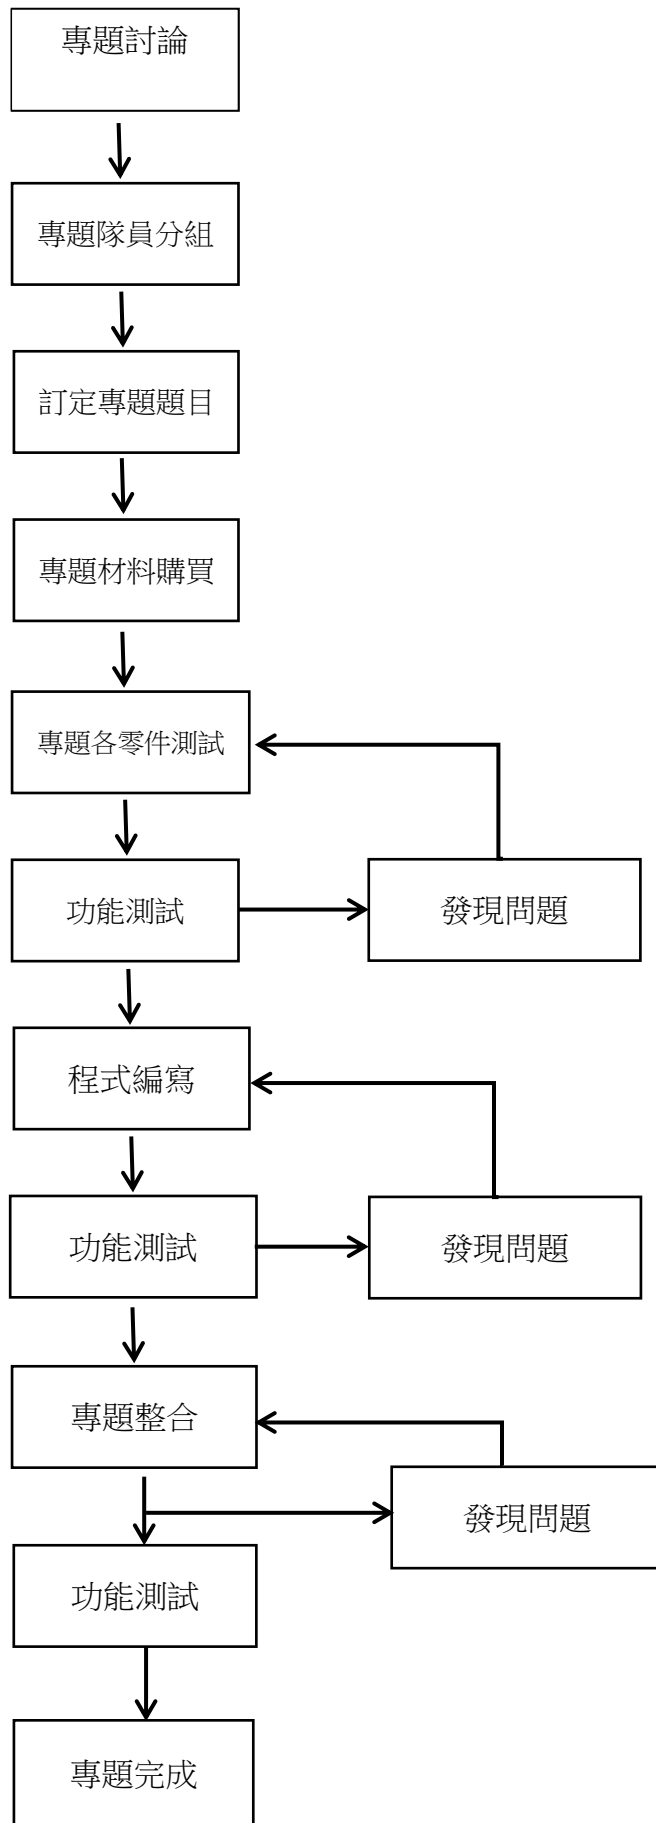 專題討論
專題隊員分組
訂定專題題目
專題材料購買
專題各零件測試
功能測試
發現問題
程式編寫
功能測試
發現問題
專題整合
發現問題
功能測試
專題完成